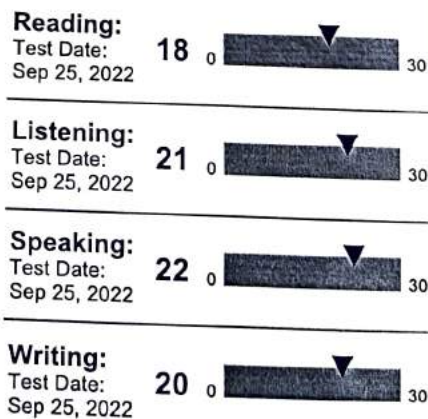 Reading:
Test Date:
Sep 25, 2022
18
0
30
Listening:
Test Date:
Sep 25, 2022
21
0
30
Speaking:
Test Date:
Sep 25, 2022
22
0
30
Writing:
Test Date:
Sep 25, 2022
20
0
30